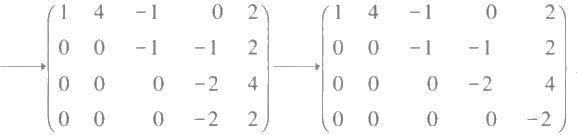 ⟶ ( 1 4 −1 0 2 ) ⟶ ( 1 4 −1 0 2 )
( 0 0 −1 −1 2 ) ( 0 0 −1 −1 2 )
( 0 0 0 −2 4 ) ( 0 0 0 −2 4 )
( 0 0 0 −2 2 ) ( 0 0 0 0 −2 ) .